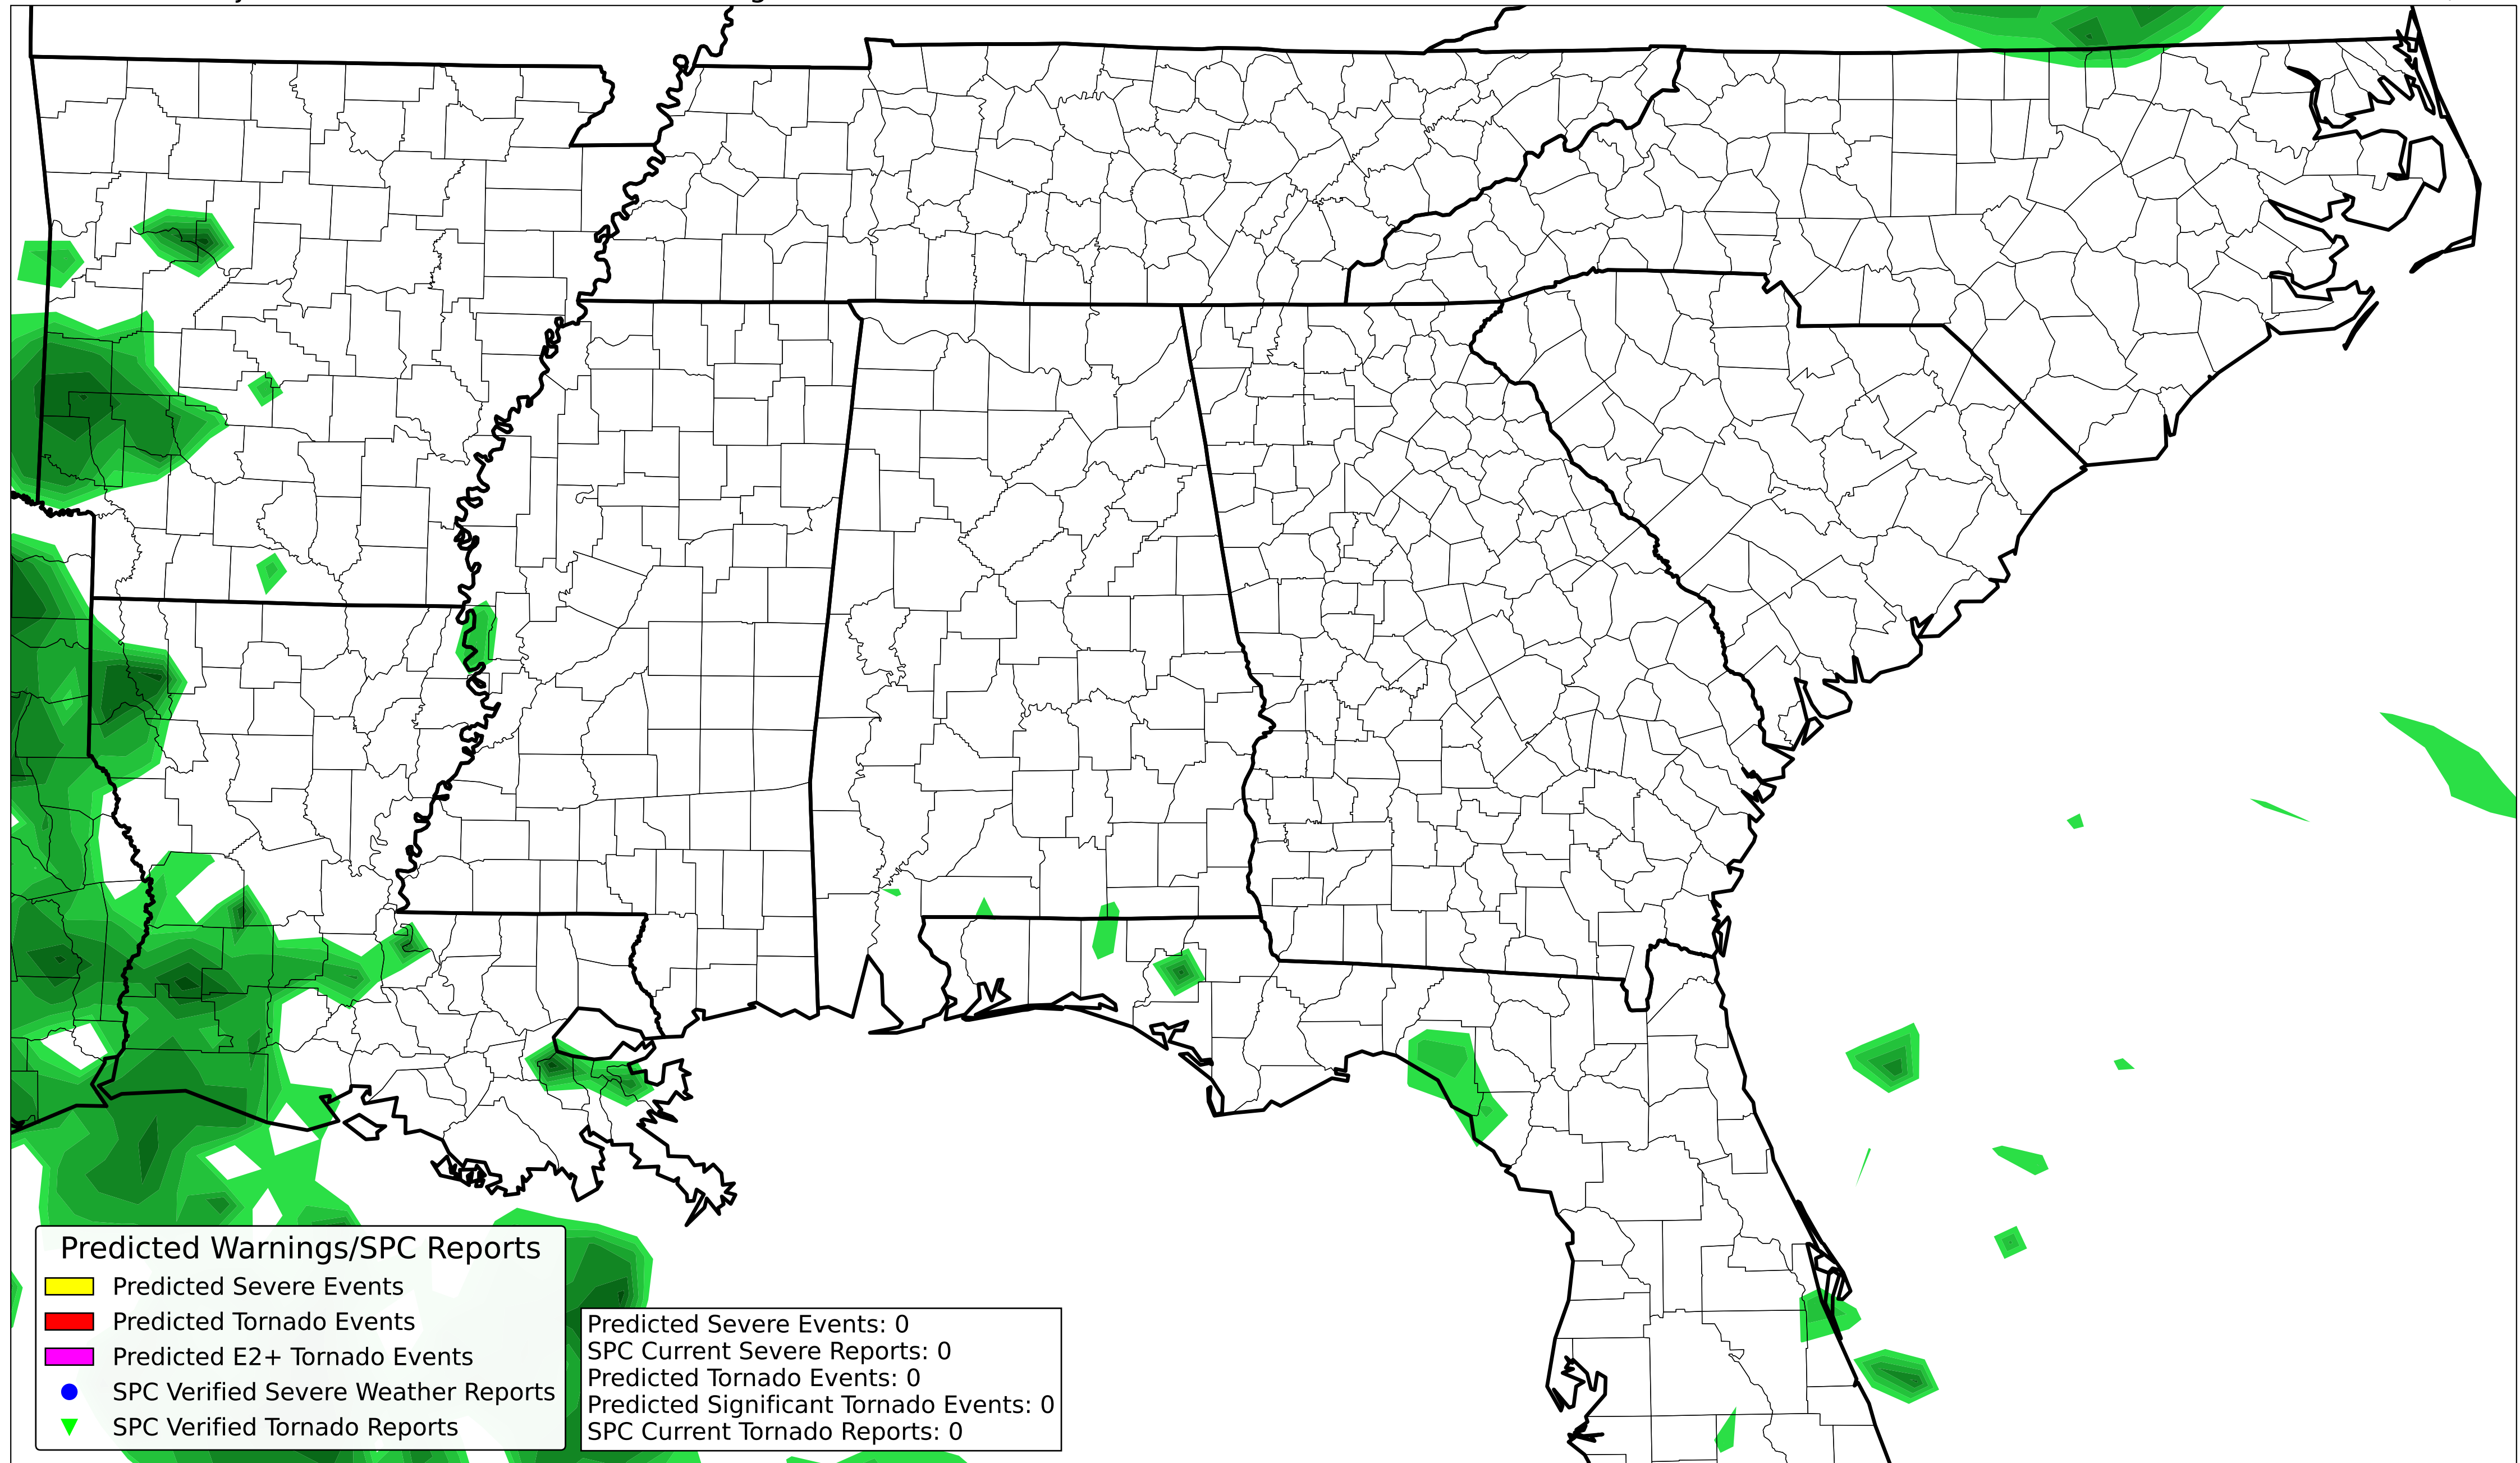 Predicted Warnings/SPC Reports
Predicted Severe Events
Predicted Tornado Events
Predicted E2+ Tornado Events
SPC Verified Severe Weather Reports
SPC Verified Tornado Reports
Predicted Severe Events: 0
SPC Current Severe Reports: 0
Predicted Tornado Events: 0
Predicted Significant Tornado Events: 0
SPC Current Tornado Reports: 0